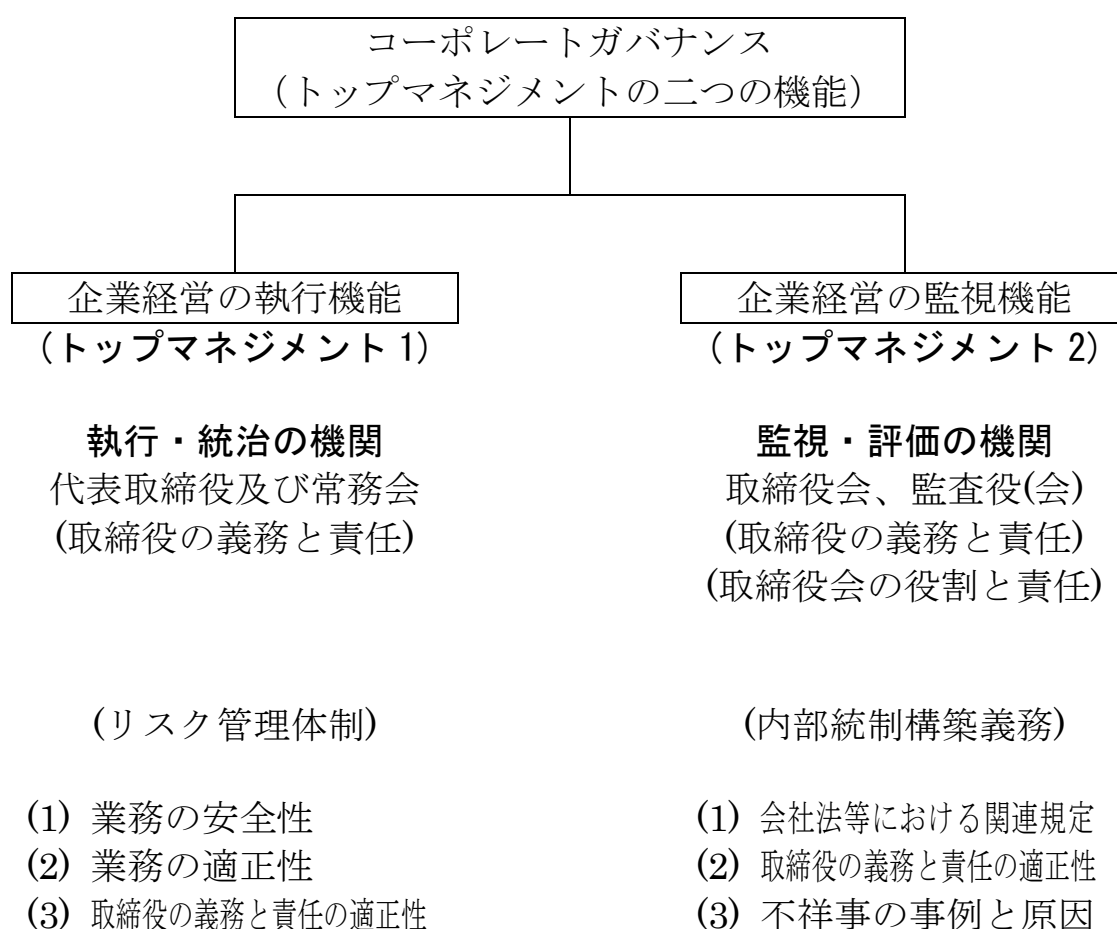 コーポレートガバナンス
（トップマネジメントの二つの機能）
企業経営の執行機能
（トップマネジメント 1）
執行・統治の機関
代表取締役及び常務会
(取締役の義務と責任)
(リスク管理体制)
(1) 業務の安全性
(2) 業務の適正性
(3) 取締役の義務と責任の適正性
企業経営の監視機能
（トップマネジメント 2）
監視・評価の機関
取締役会、監査役(会)
(取締役の義務と責任)
(取締役会の役割と責任)
(内部統制構築義務)
(1) 会社法等における関連規定
(2) 取締役の義務と責任の適正性
(3) 不祥事の事例と原因